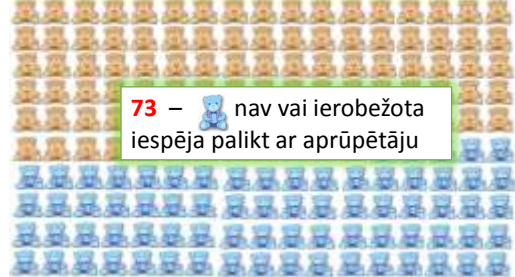 73 – nav vai ierobežota
iespēja palikt ar aprūpētāju